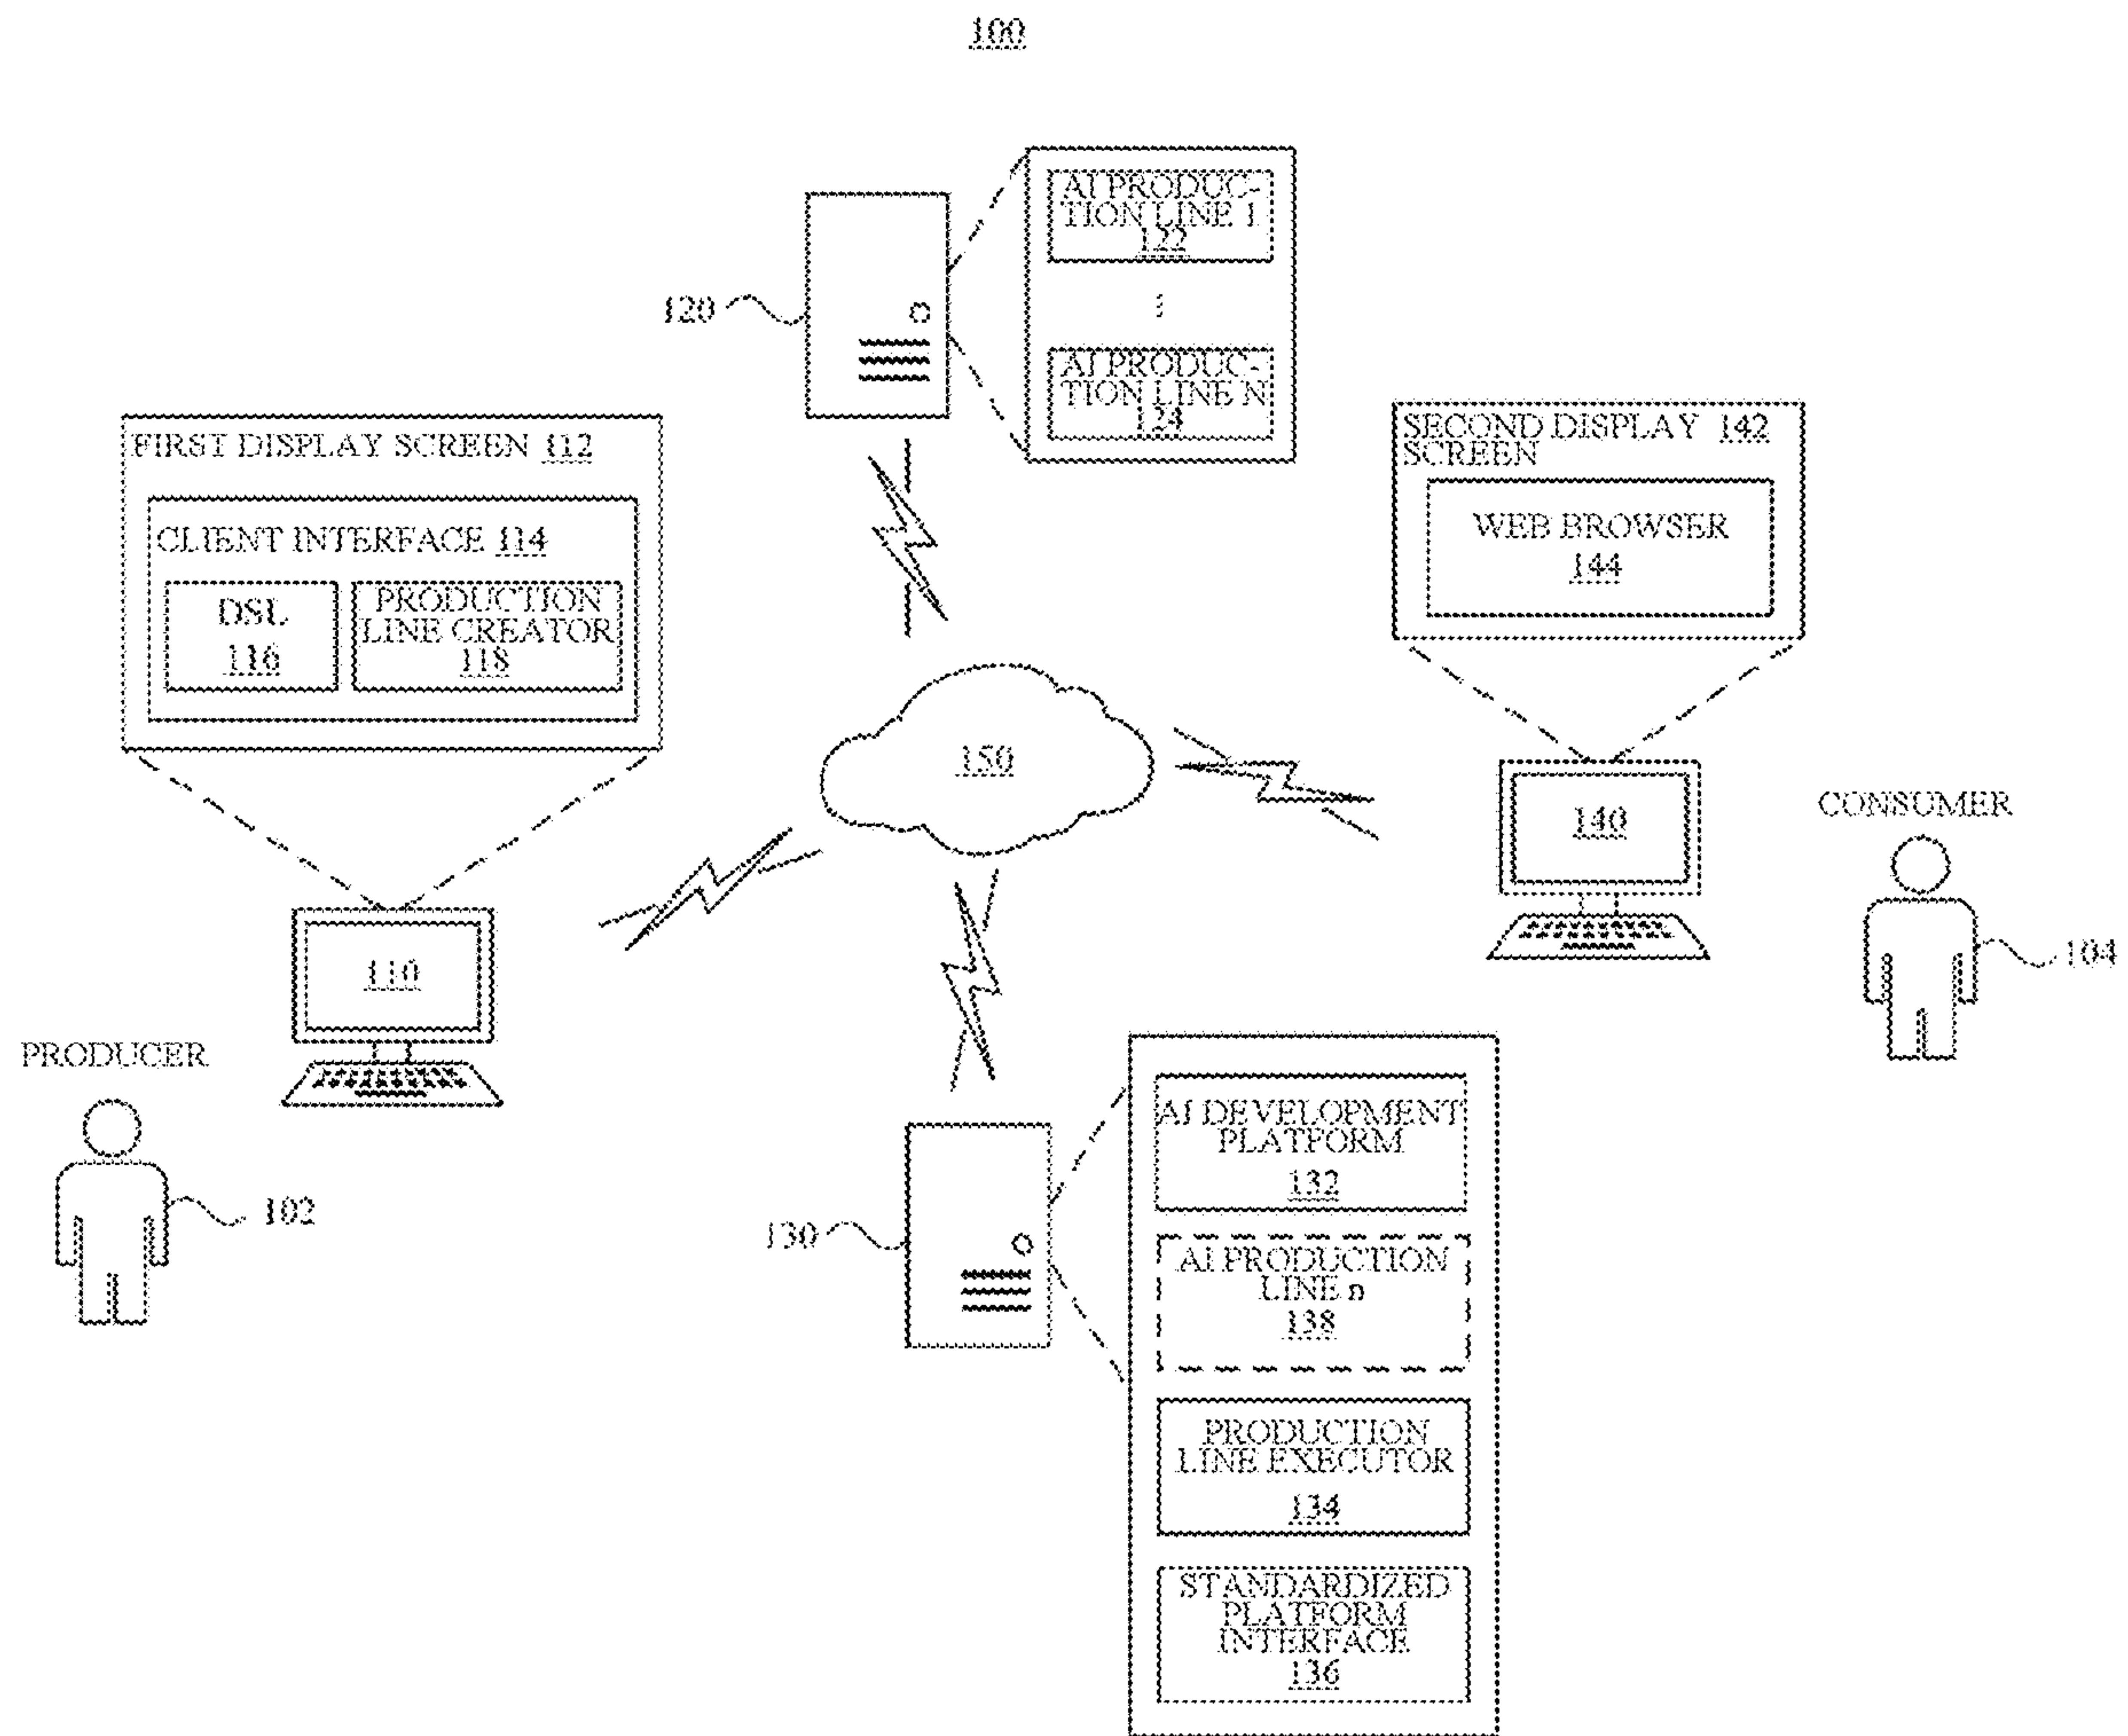 100
AI PRODUC-
TION LINE 1
122
120
AI PRODUC-
TION LINE N
124
FIRST DISPLAY SCREEN 112
CLIENT INTERFACE 114
DSL
116
PRODUCTION
LINE CREATOR
118
SECOND DISPLAY 142
SCREEN
WEB BROWSER
144
150
140
CONSUMER
104
110
PRODUCER
102
130
AI DEVELOPMENT
PLATFORM
132
AI PRODUCTION
LINE n
138
PRODUCTION
LINE EXECUTOR
134
STANDARDIZED
PLATFORM
INTERFACE
136